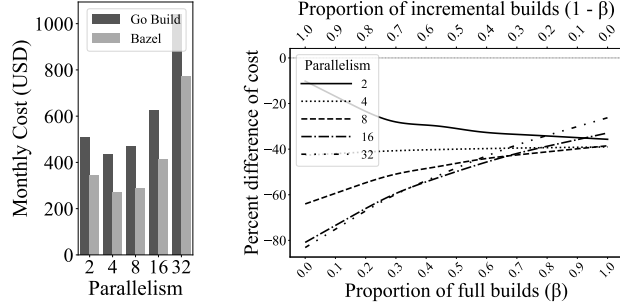 Monthly Cost (USD)
1000
800
600
400
200
0
Go Build
Bazel
2 4 8 16 32
Parallelism
Proportion of incremental builds (1 - β)
1.0 0.9 0.8 0.7 0.6 0.5 0.4 0.3 0.2 0.1 0.0
Percent difference of cost
0
−20
−40
−60
−80
Parallelism
2
4
8
16
32
0.0 0.1 0.2 0.3 0.4 0.5 0.6 0.7 0.8 0.9 1.0
Proportion of full builds (β)